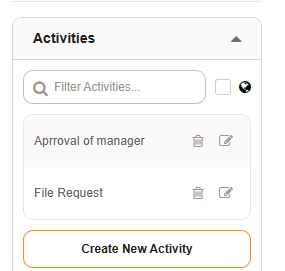 Activities
Filter Activities...
Aprroval of manager
File Request
Create New Activity